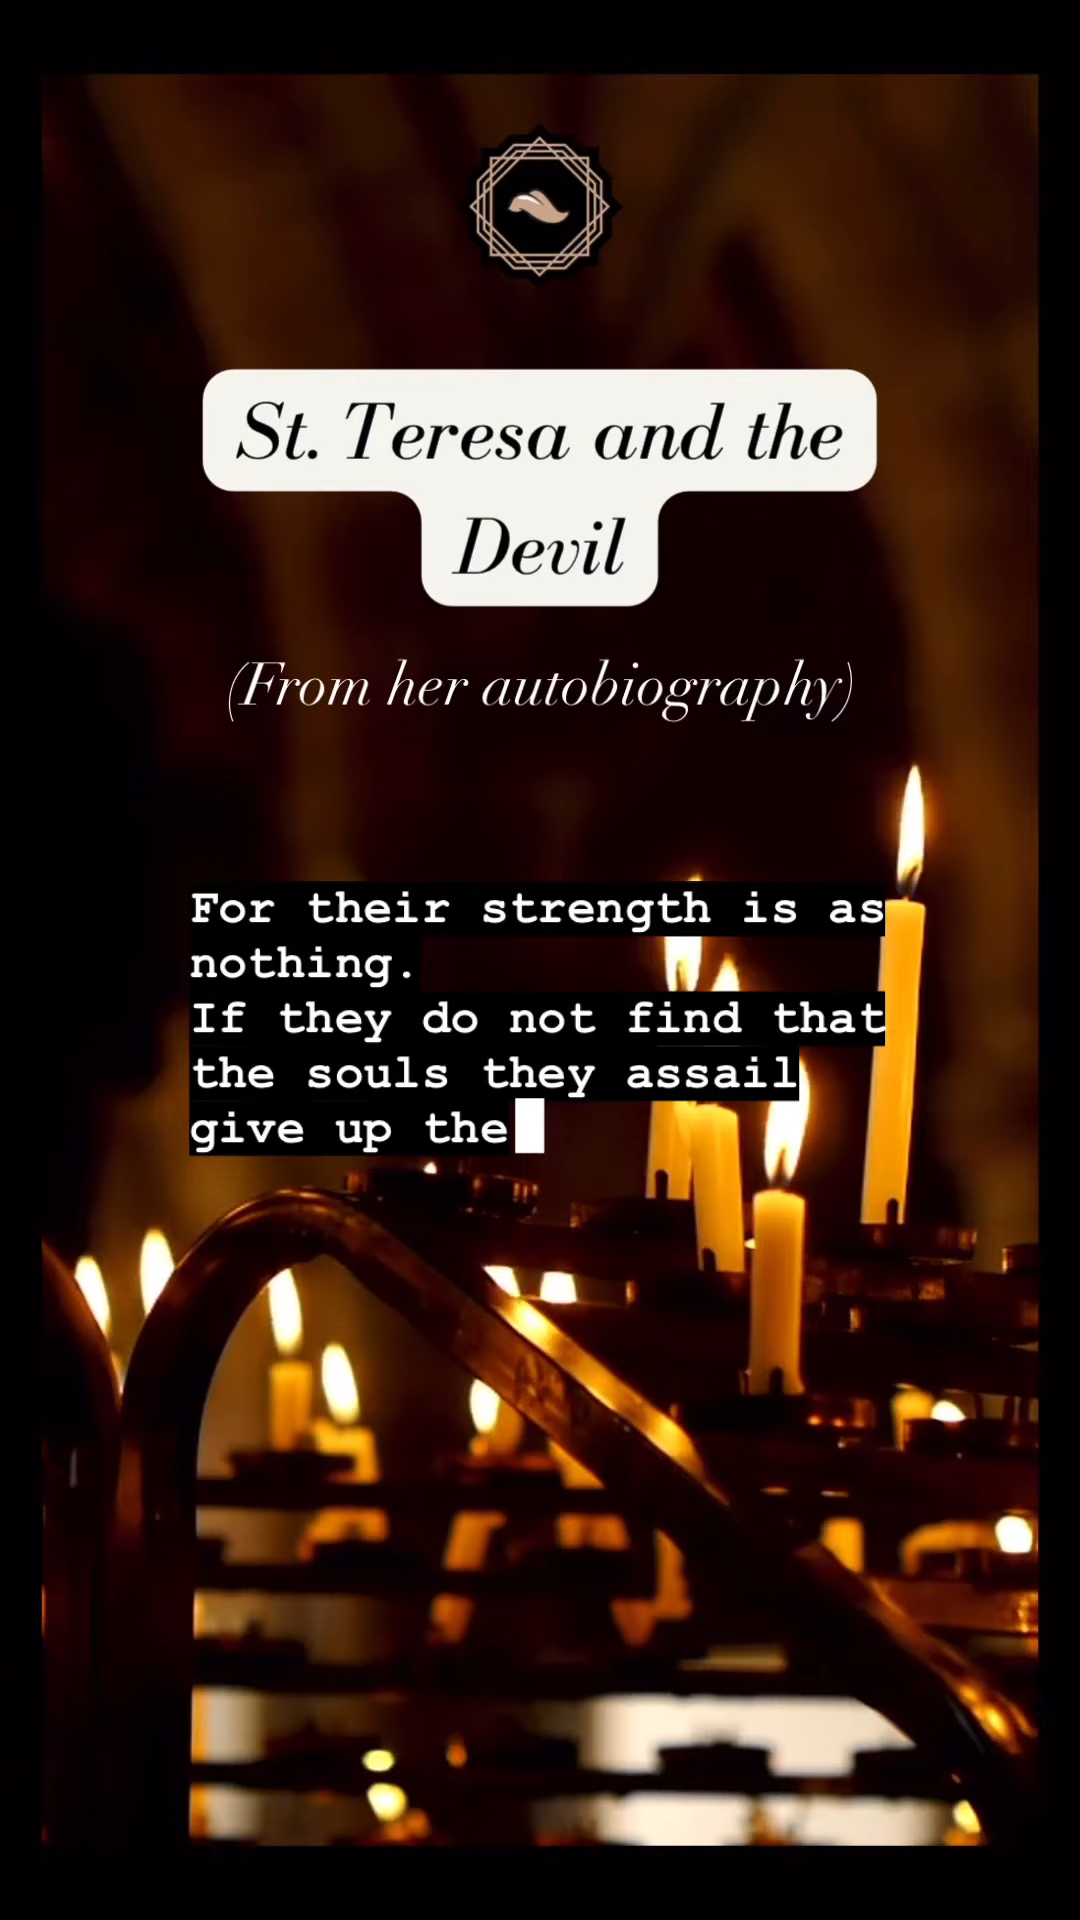 St. Teresa and the
Devil
(From her autobiography)
For their strength is as
nothing.
If they do not find that
the souls they assail
give up the